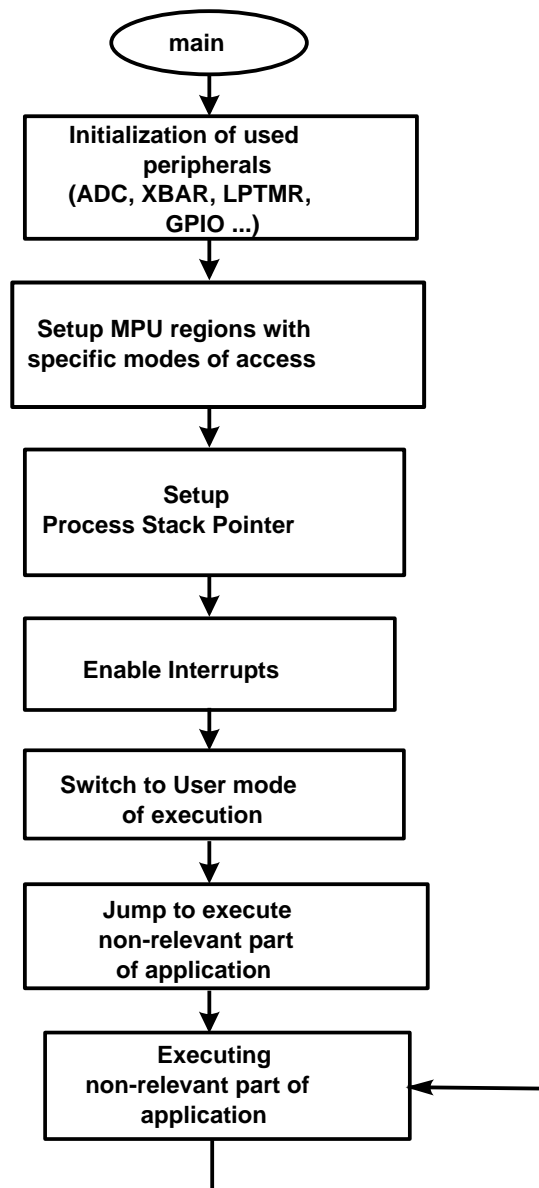 main
Initialization of used
peripherals
(ADC, XBAR, LPTMR,
GPIO ...)
Setup MPU regions with
specific modes of access
Setup
Process Stack Pointer
Enable Interrupts
Switch to User mode
of execution
Jump to execute
non-relevant part
of application
Executing
non-relevant part of
application